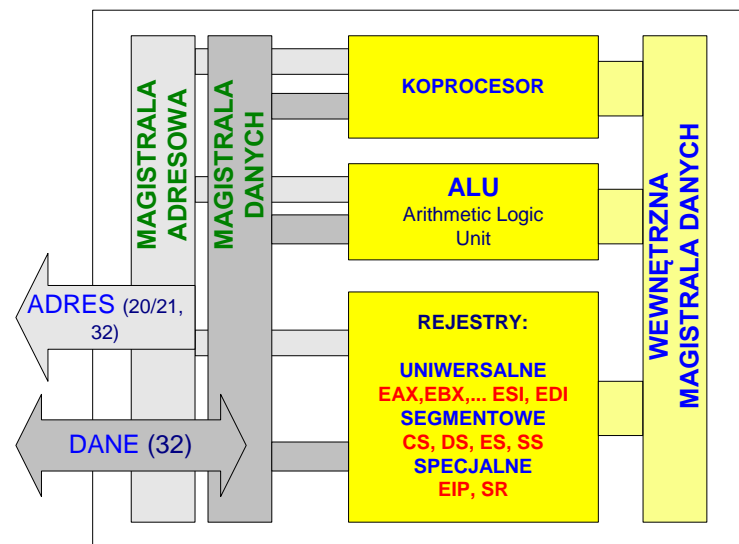 MAGISTRALA
ADRESOWA
MAGISTRALA
DANYCH
KOPROCESOR
ALU
Arithmetic Logic
Unit
ADRES (20/21,
32)
DANE (32)
REJESTRY:
UNIWERSALNE
EAX,EBX,... ESI, EDI
SEGMENTOWE
CS, DS, ES, SS
SPECJALNE
EIP, SR
WEWNĘTRZNA
MAGISTRALA DANYCH